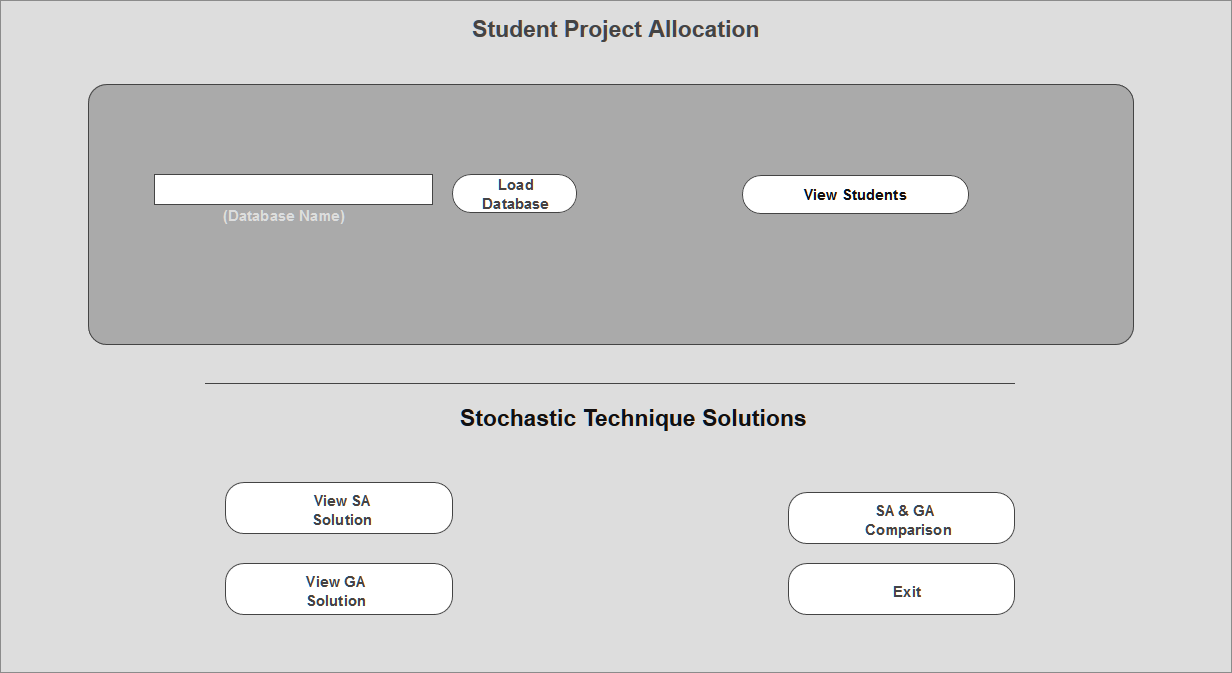 Student Project Allocation
Load
Database
View Students
(Database Name)
Stochastic Technique Solutions
View SA
Solution
SA & GA
Comparison
View GA
Solution
Exit